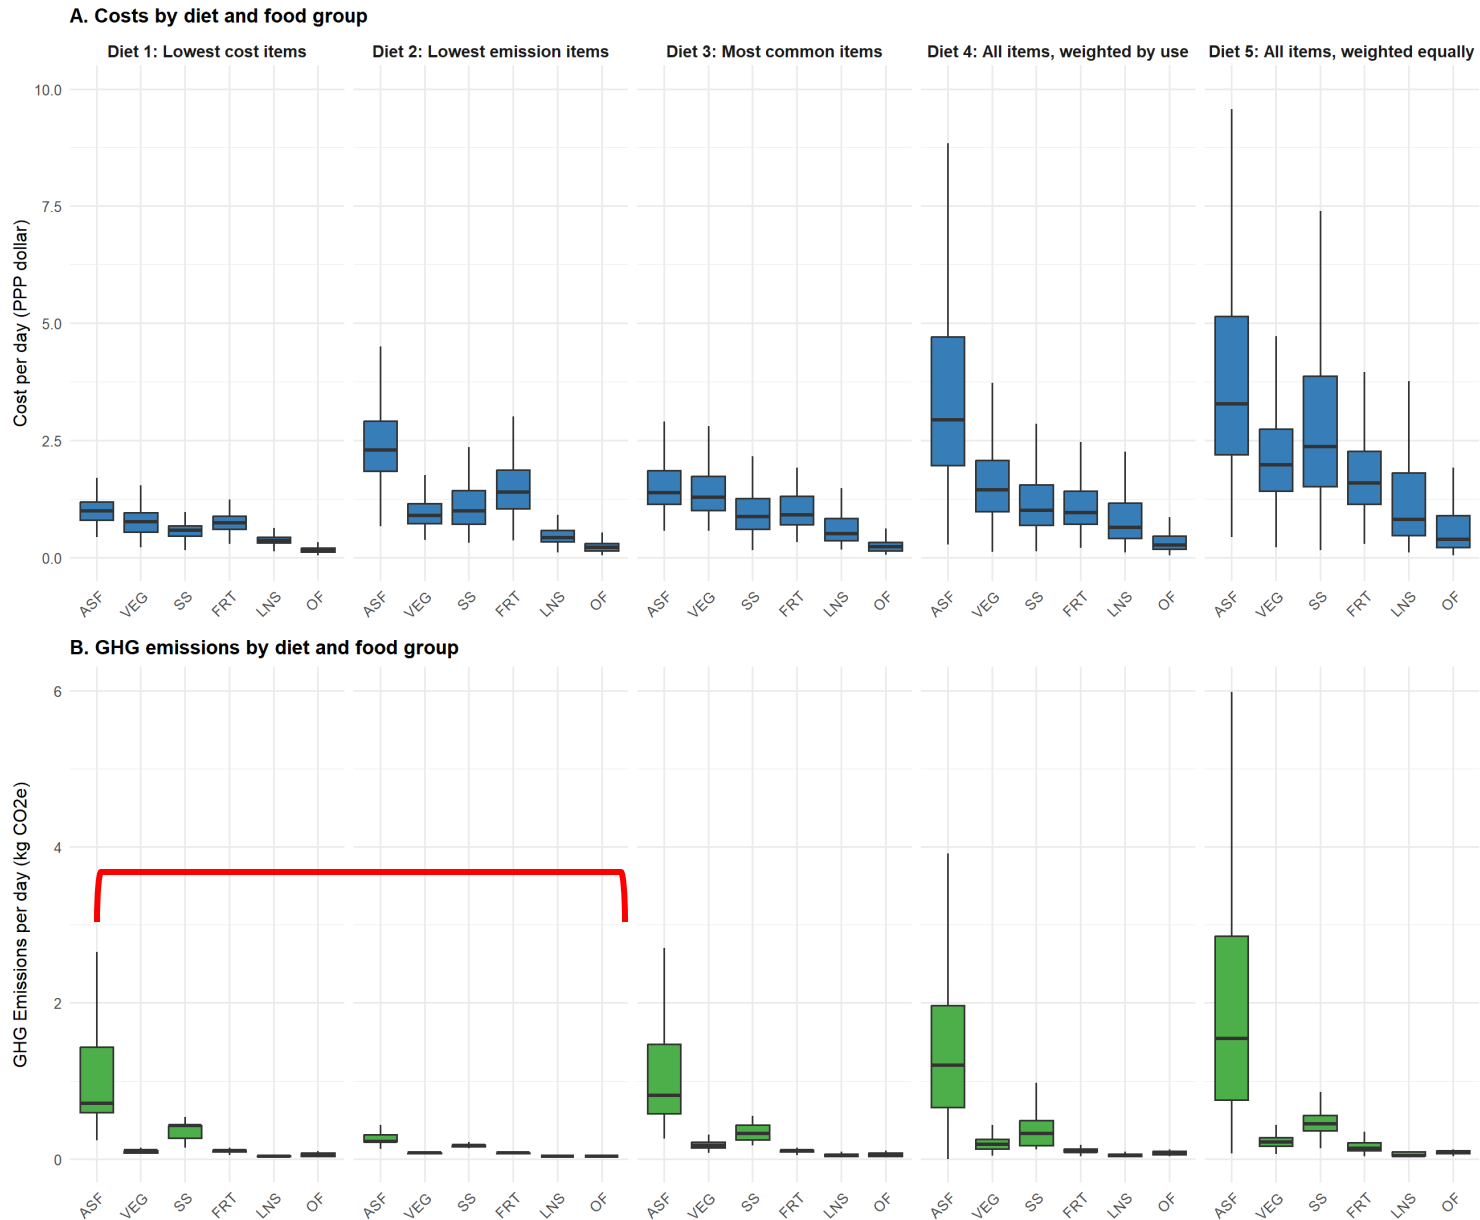 A. Costs by diet and food group
Diet 1: Lowest cost items
Diet 2: Lowest emission items
Diet 3: Most common items
Diet 4: All items, weighted by use
Diet 5: All items, weighted equally
Cost per day (PPP dollar)
10.0
7.5
5.0
2.5
0.0
ASF VEG SS FRT LNS OF
ASF VEG SS FRT LNS OF
ASF VEG SS FRT LNS OF
ASF VEG SS FRT LNS OF
ASF VEG SS FRT LNS OF
B. GHG emissions by diet and food group
GHG Emissions per day (kg CO2e)
6
4
2
0
ASF VEG SS FRT LNS OF
ASF VEG SS FRT LNS OF
ASF VEG SS FRT LNS OF
ASF VEG SS FRT LNS OF
ASF VEG SS FRT LNS OF